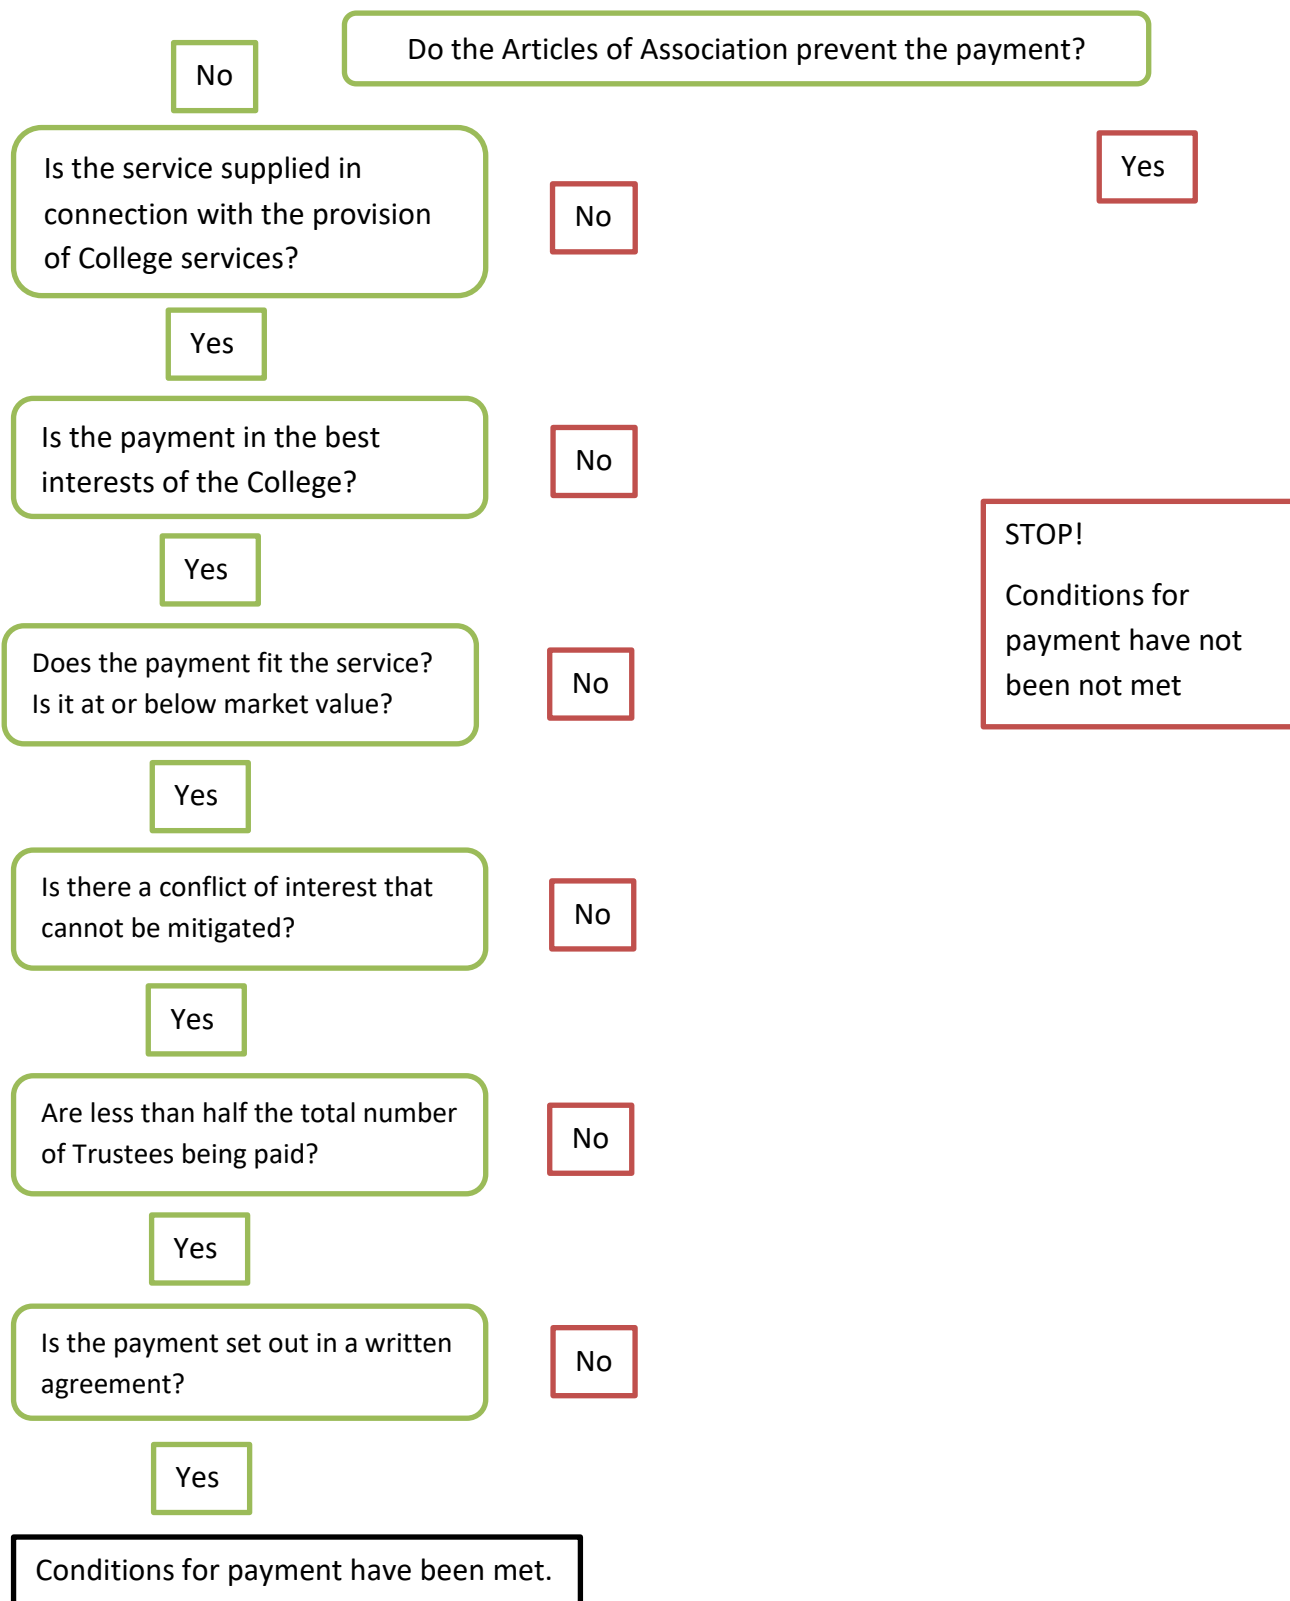 Do the Articles of Association prevent the payment?
No
Yes
Is the service supplied in
connection with the provision
of College services?
No
Yes
Is the payment in the best
interests of the College?
No
Yes
STOP!
Conditions for
payment have not
been not met
Does the payment fit the service?
Is it at or below market value?
No
Yes
Is there a conflict of interest that
cannot be mitigated?
No
Yes
Are less than half the total number
of Trustees being paid?
No
Yes
Is the payment set out in a written
agreement?
No
Yes
Conditions for payment have been met.